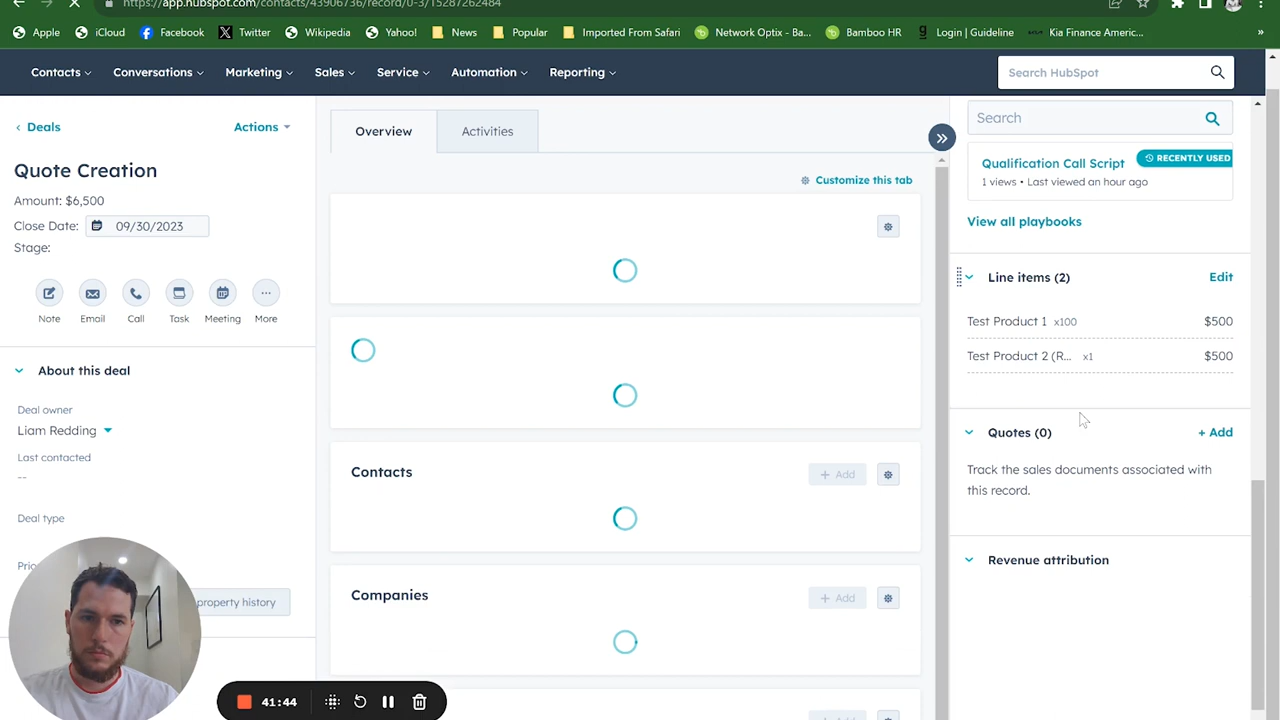 https://app.hubspot.com/contacts/43906736/record/0-3/15287262484
Apple
iCloud
Facebook
Twitter
Wikipedia
Yahoo!
News
Popular
Imported From Safari
Network Optix - Ba...
Bamboo HR
Login | Guideline
Kia Finance Americ...
»
Contacts
Conversations
Marketing
Sales
Service
Automation
Reporting
Search HubSpot
Deals
Actions
Quote Creation
Amount: $6,500
Close Date: 09/30/2023
Stage:
Note
Email
Call
Task
Meeting
More
About this deal
Deal owner
Liam Redding
Last contacted
--
Deal type
property history
41:44
Overview
Activities
Customize this tab
Contacts
+ Add
Companies
+ Add
+ Add
Search
Qualification Call Script
RECENTLY USED
1 views • Last viewed an hour ago
View all playbooks
Line items (2)
Edit
Test Product 1 x100
$500
Test Product 2 (R... x1
$500
Quotes (0)
+ Add
Track the sales documents associated with
this record.
Revenue attribution